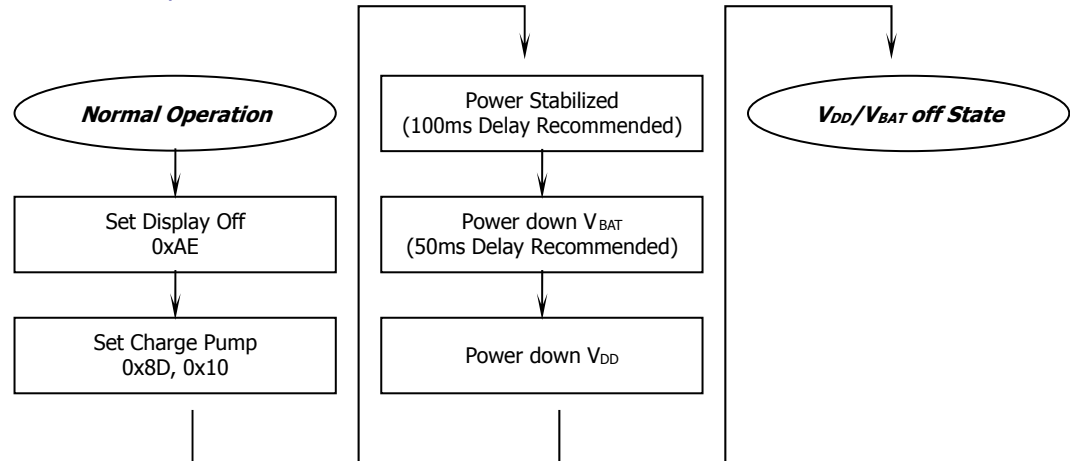 Normal Operation
Set Display Off
0xAE
Set Charge Pump
0x8D, 0x10
Power Stabilized
(100ms Delay Recommended)
Power down VBAT
(50ms Delay Recommended)
Power down VDD
VDD/VBAT off State